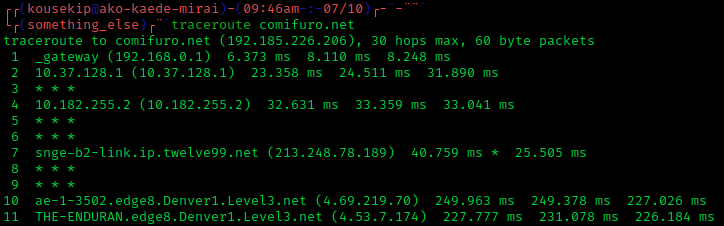 ┌┌(kousekip@ako-kaede-mirai)-(09:46am-:-07/10)┌-¨-¨¨˙
└┌(something_else)┌¨˙traceroute comifuro.net
traceroute to comifuro.net (192.185.226.206), 30 hops max, 60 byte packets
1 _gateway (192.168.0.1) 6.373 ms 8.110 ms 8.248 ms
2 10.37.128.1 (10.37.128.1) 23.358 ms 24.511 ms 31.890 ms
3 * * *
4 10.182.255.2 (10.182.255.2) 32.631 ms 33.359 ms 33.041 ms
5 * * *
6 * * *
7 snge-b2-link.ip.twelve99.net (213.248.78.189) 40.759 ms * 25.505 ms
8 * * *
9 * * *
10 ae-1-3502.edge8.Denver1.Level3.net (4.69.219.70) 249.963 ms 249.378 ms 227.026 ms
11 THE-ENDURAN.edge8.Denver1.Level3.net (4.53.7.174) 227.777 ms 231.078 ms 226.184 ms